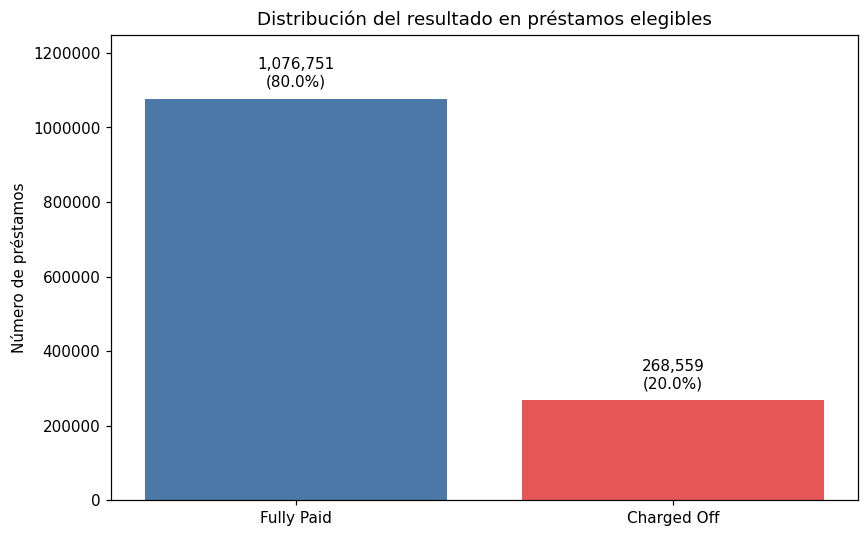 Distribución del resultado en préstamos elegibles
Número de préstamos
1200000
1000000
800000
600000
400000
200000
0
1,076,751
(80.0%)
268,559
(20.0%)
Fully Paid
Charged Off